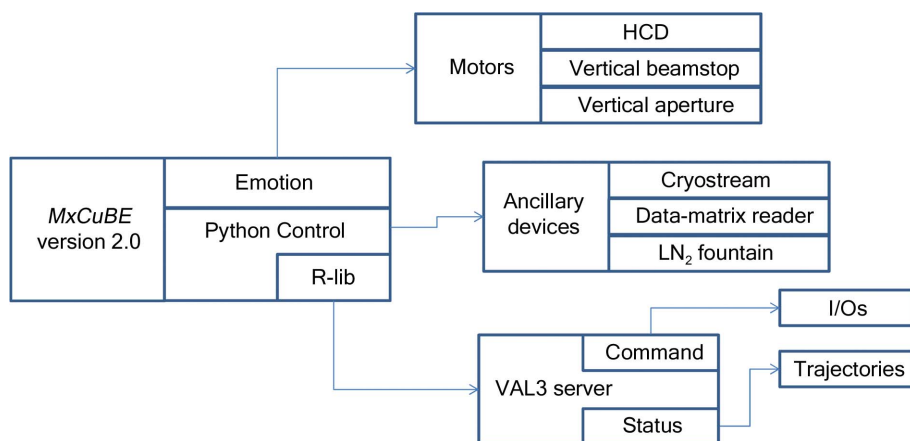 HCD
Motors
Vertical beamstop
Vertical aperture
Emotion
MxCuBE
version 2.0
Python Control
R-lib
Cryostream
Ancillary
devices
Data-matrix reader
LN₂ fountain
I/Os
Command
Trajectories
VAL3 server
Status